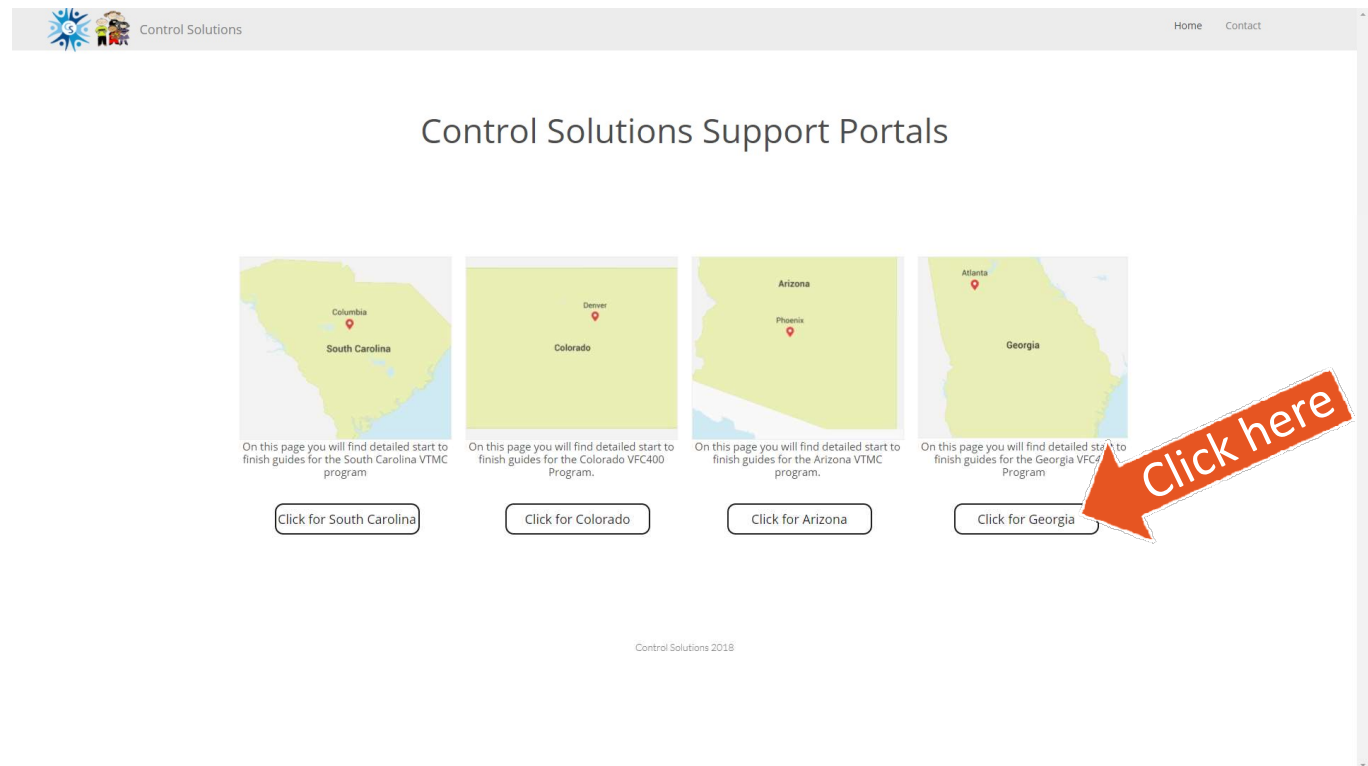 Control Solutions
Home
Contact
Control Solutions Support Portals
Columbia
South Carolina
Denver
Colorado
Arizona
Phoenix
Atlanta
Georgia
On this page you will find detailed start to
finish guides for the South Carolina VTMC
program
On this page you will find detailed start to
finish guides for the Colorado VFC400
Program.
On this page you will find detailed start to
finish guides for the Arizona VTMC
program.
On this page you will find detailed start to
finish guides for the Georgia
Program
Click here
Click for South Carolina
Click for Colorado
Click for Arizona
Click for Georgia
Control Solutions 2018